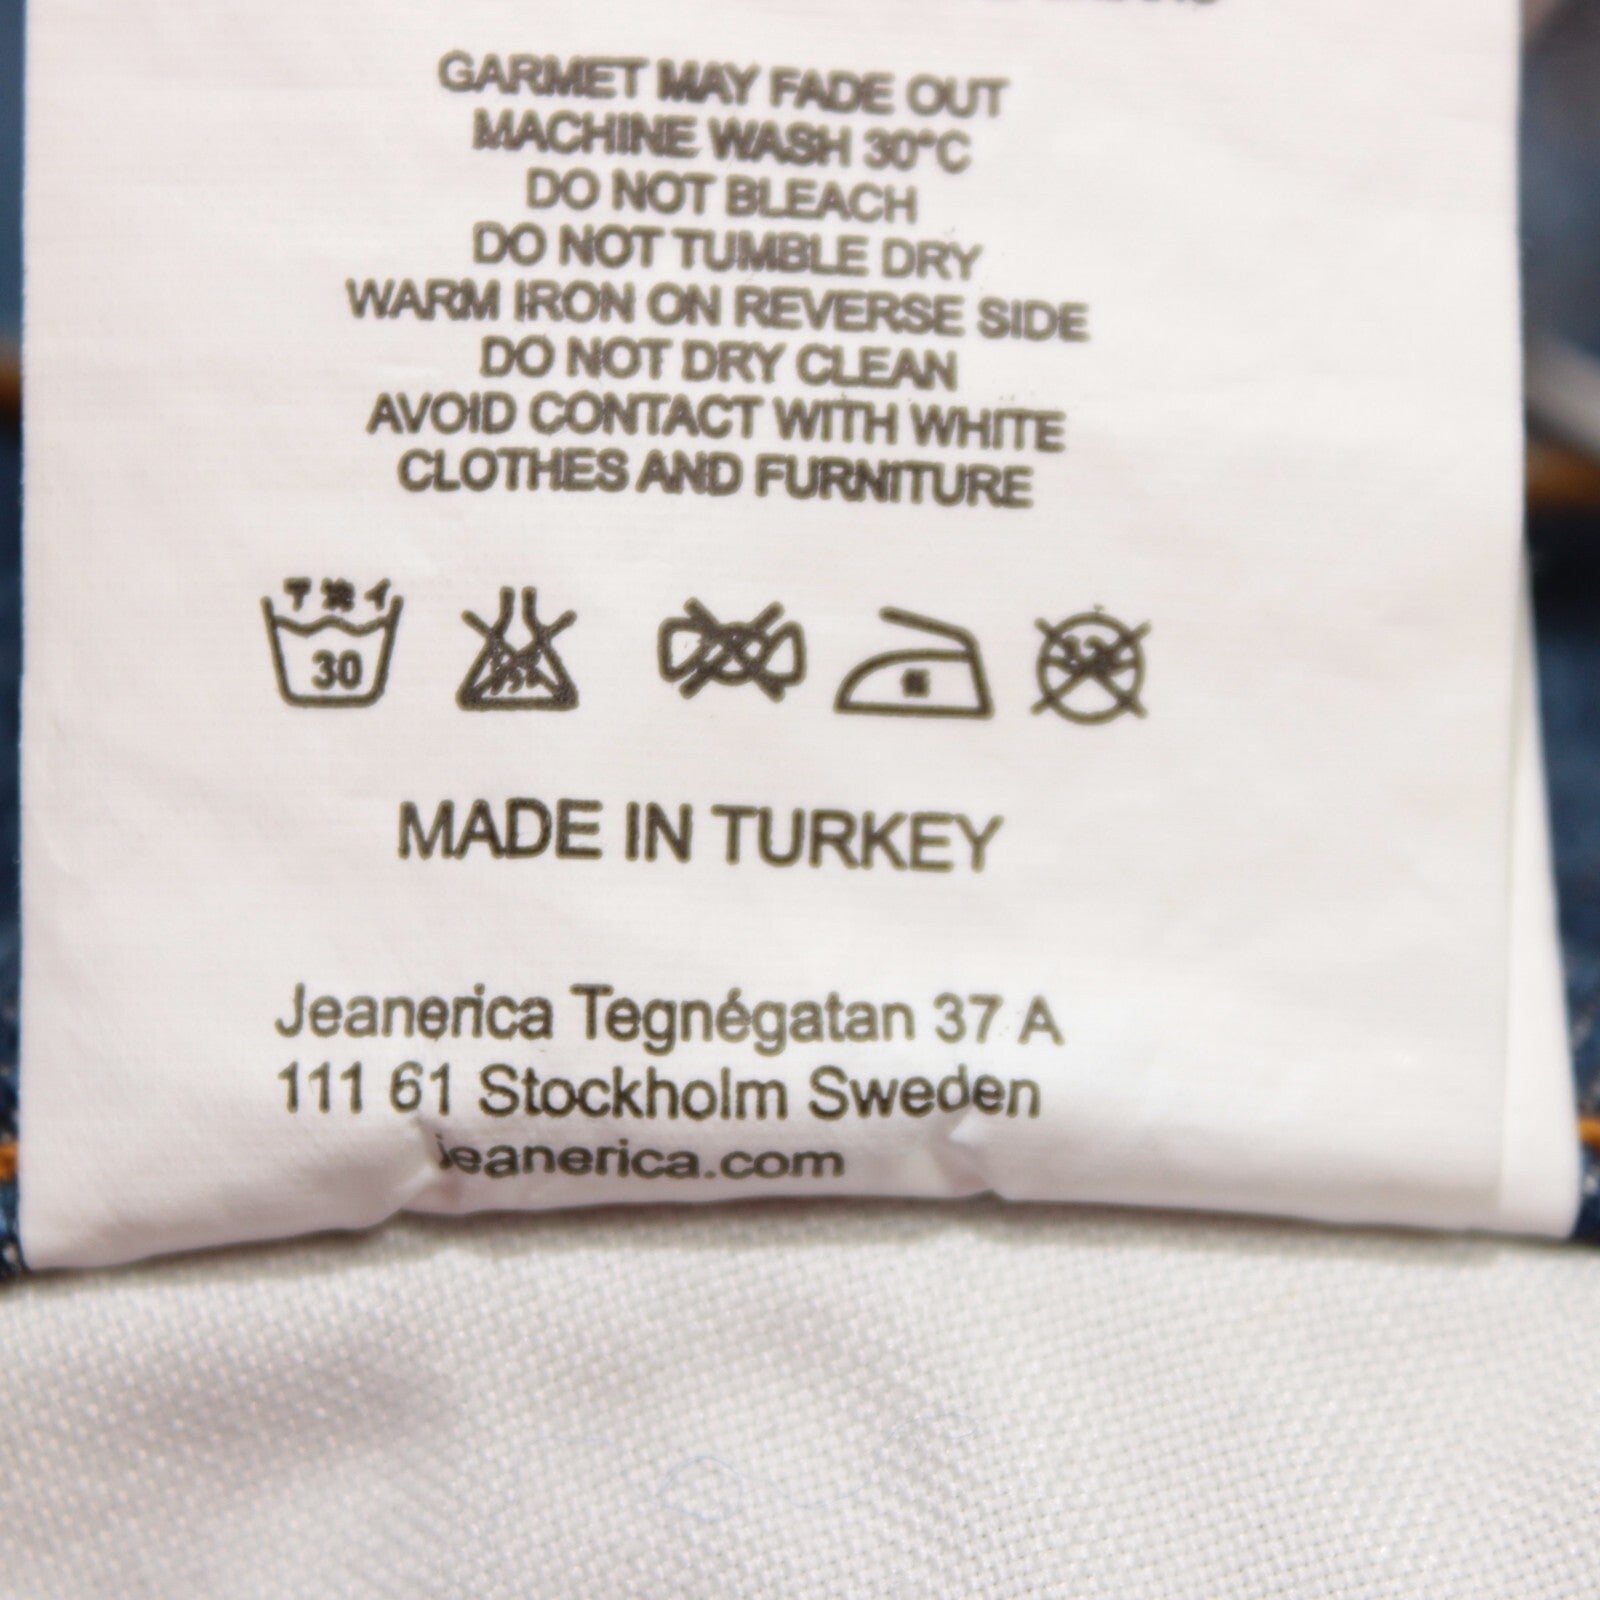 GARMET MAY FADE OUT
MACHINE WASH 30°C
DO NOT BLEACH
DO NOT TUMBLE DRY
WARM IRON ON REVERSE SIDE
DO NOT DRY CLEAN
AVOID CONTACT WITH WHITE
CLOTHES AND FURNITURE
30
MADE IN TURKEY
Jeanerica Tegnégatan 37 A
111 61 Stockholm Sweden
jeanerica.com